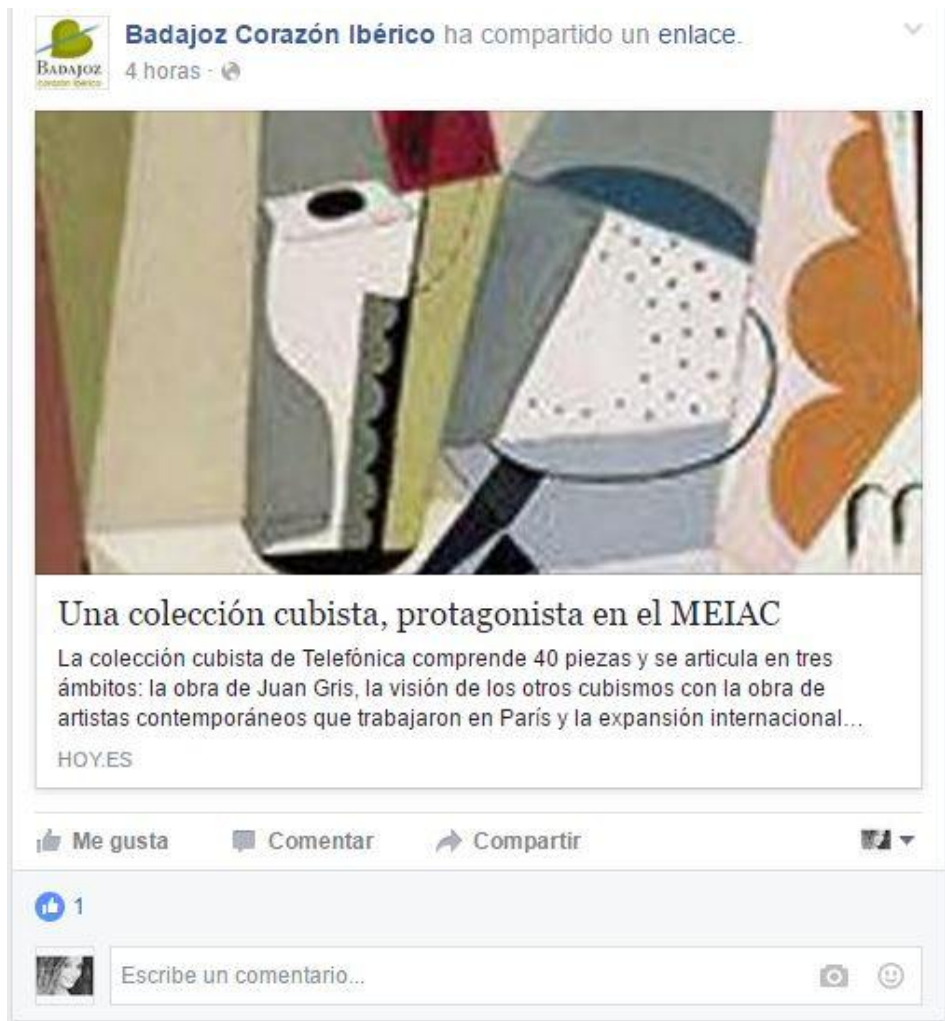 Badajoz Corazón Ibérico ha compartido un enlace.
BADAJOZ
corazón ibérico
4 horas ·
Una colección cubista, protagonista en el MEIAC
La colección cubista de Telefónica comprende 40 piezas y se articula en tres
ámbitos: la obra de Juan Gris, la visión de los otros cubismos con la obra de
artistas contemporáneos que trabajaron en París y la expansión internacional...
HOY.ES
Me gusta
Comentar
Compartir
1
Escribe un comentario...